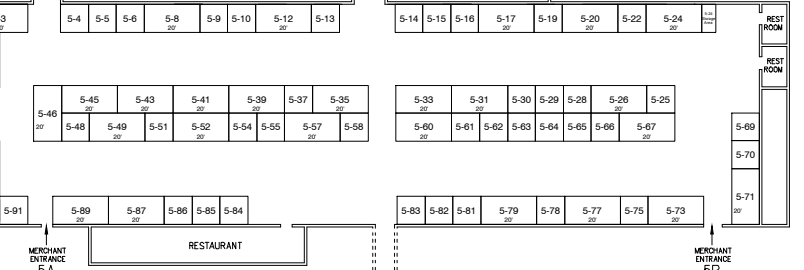 3 5-4 5-5 5-6 5-8 5-9 5-10 5-12 5-13 5-14 5-15 5-16 5-17 5-19 5-20 5-22 5-24
20' 20' 20' 20' 20' 20'
REST
ROOM
REST
ROOM
5-45 5-43 5-41 5-39 5-37 5-35 5-33 5-31 5-30 5-29 5-28 5-26 5-25
20' 20' 20' 20' 20' 20' 20' 20'
5-46
20'
5-48 5-49 5-51 5-52 5-54 5-55 5-57 5-58 5-60 5-61 5-62 5-63 5-64 5-65 5-66 5-67
20' 20' 20' 20' 20'
5-69
5-70
5-71
20'
5-91 5-89 5-87 5-86 5-85 5-84 5-83 5-82 5-81 5-79 5-78 5-77 5-75 5-73
20' 20' 20' 20' 20'
MERCHANT
ENTRANCE
RESTAURANT
MERCHANT
ENTRANCE